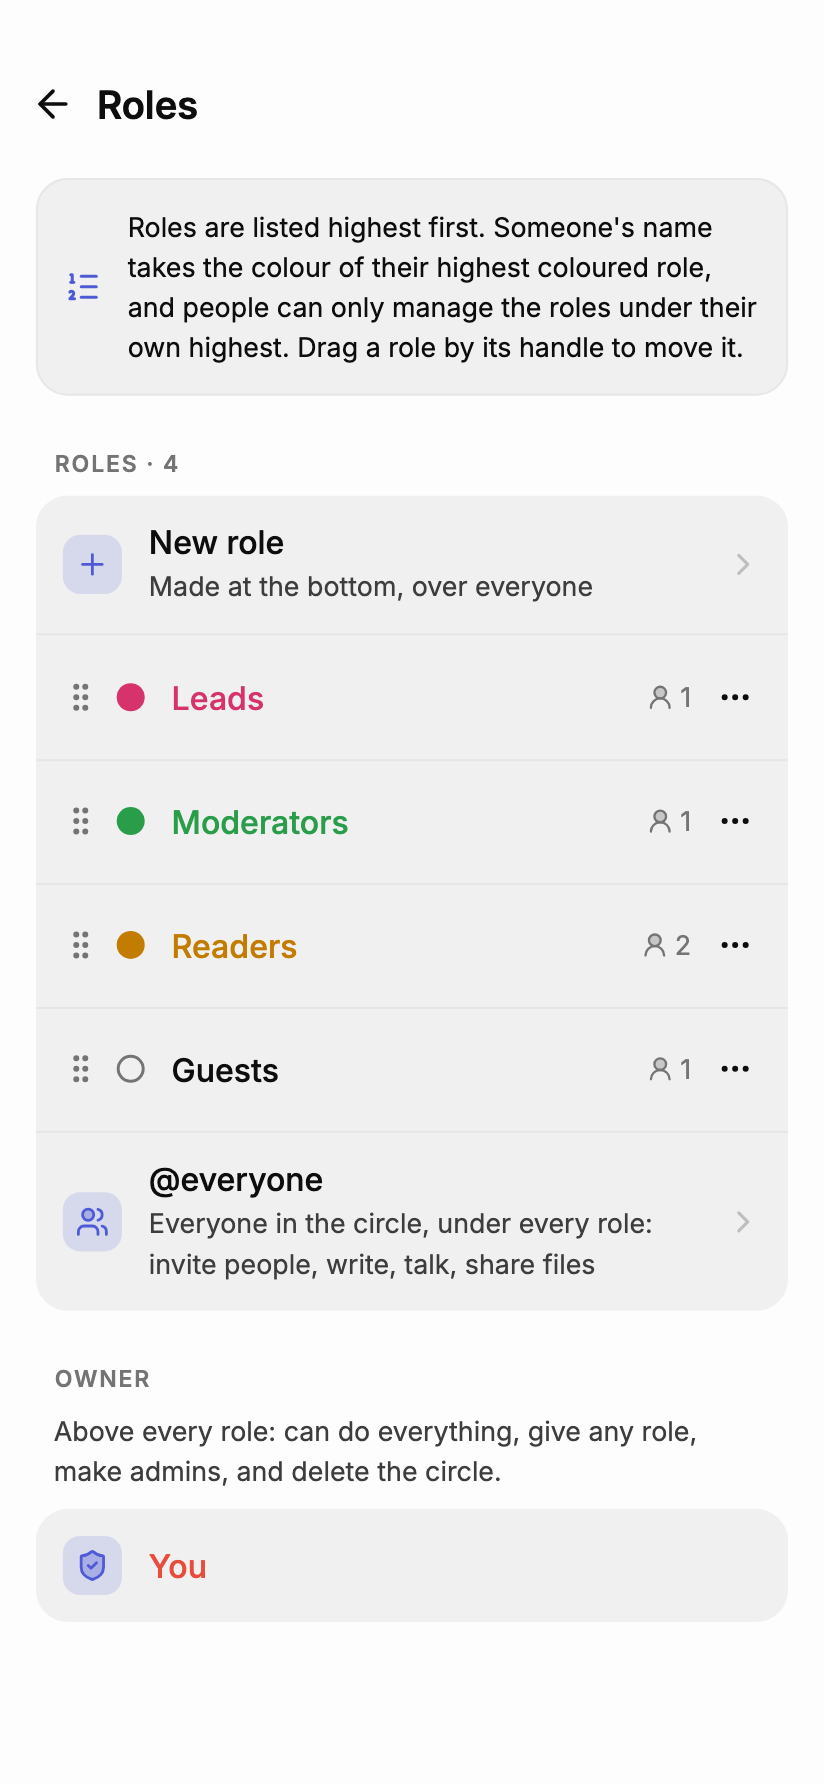 Roles
Roles are listed highest first. Someone's name
takes the colour of their highest coloured role,
and people can only manage the roles under their
own highest. Drag a role by its handle to move it.
ROLES · 4
New role
Made at the bottom, over everyone
Leads 1
Moderators 1
Readers 2
Guests 1
@everyone
Everyone in the circle, under every role:
invite people, write, talk, share files
OWNER
Above every role: can do everything, give any role,
make admins, and delete the circle.
You